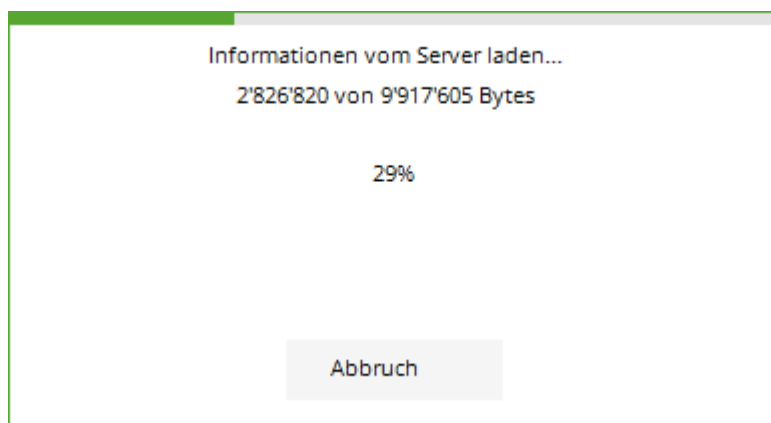 Informationen vom Server laden...
2'826'820 von 9'917'605 Bytes
29%
Abbruch